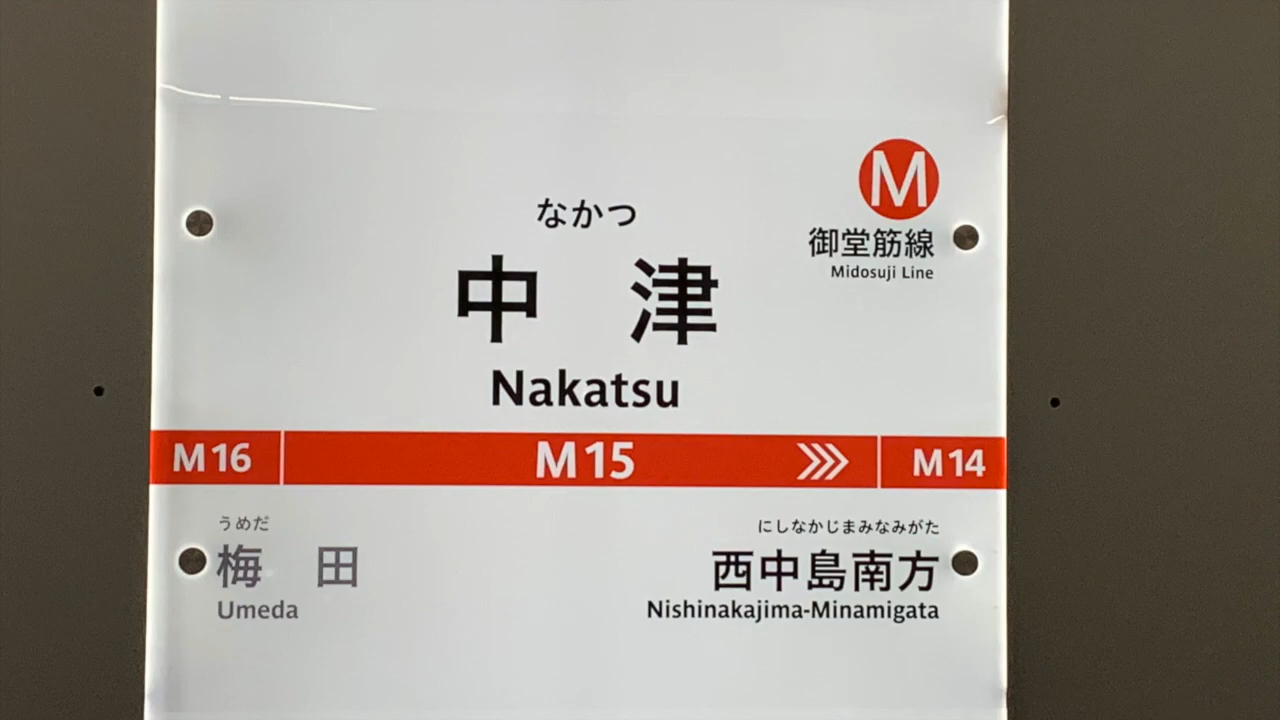 M
御堂筋線
Midosuji Line
なかつ
中津
Nakatsu
M16 M15 M14
うめだ
梅田
Umeda
にしなかじまみなみがた
西中島南方
Nishinakajima-Minamigata